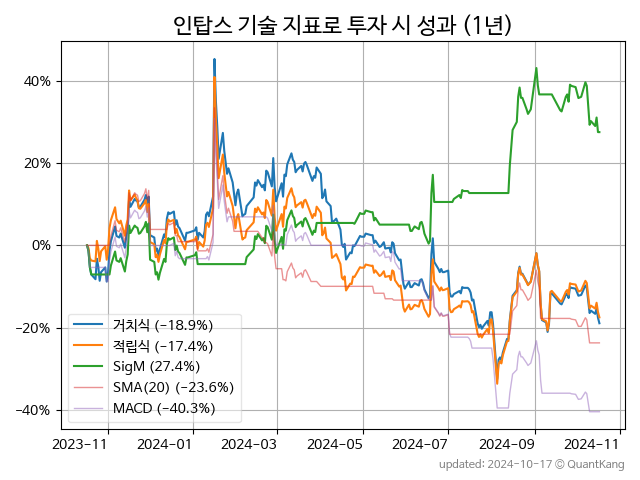 인탑스 기술 지표로 투자 시 성과 (1년)
40%
20%
0%
−20%
−40%
거치식 (−18.9%)
적립식 (−17.4%)
SigM (27.4%)
SMA(20) (−23.6%)
MACD (−40.3%)
2023-11 2024-01 2024-03 2024-05 2024-07 2024-09 2024-11
updated: 2024-10-17 © QuantKang